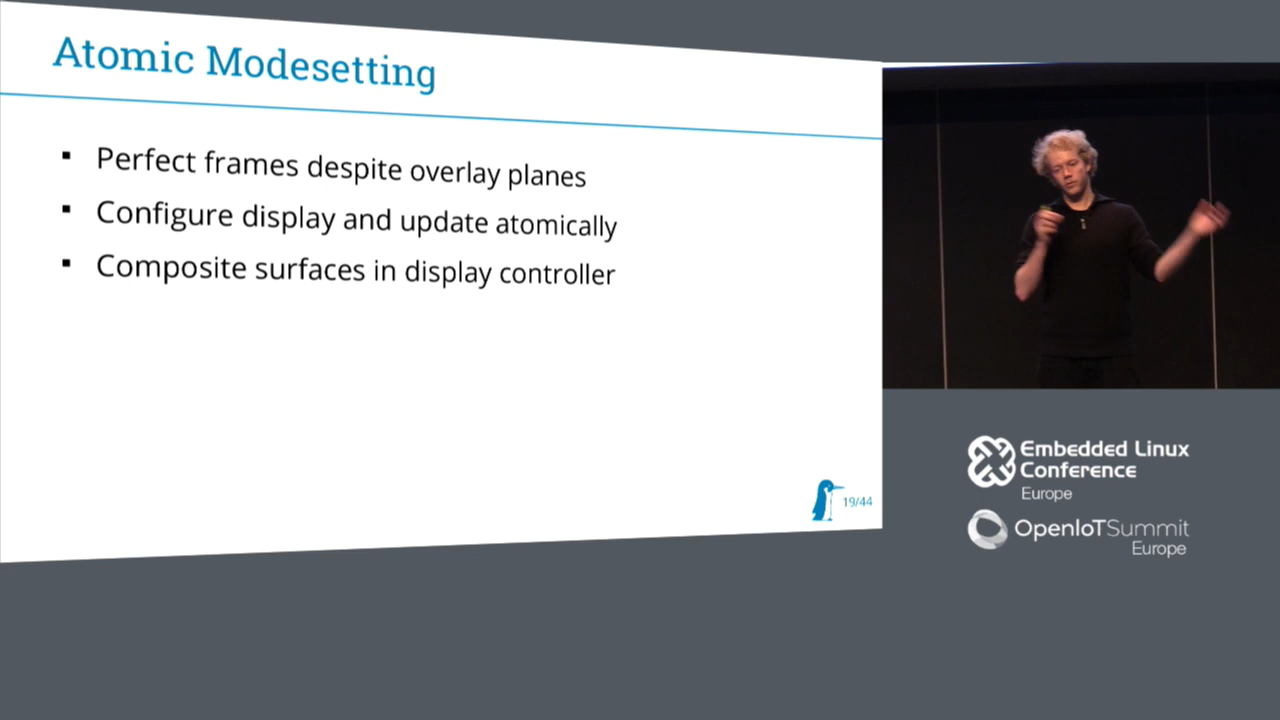 Atomic Modesetting
▪ Perfect frames despite overlay planes
▪ Configure display and update atomically
▪ Composite surfaces in display controller
19/44
Embedded Linux
Conference
Europe
OpenIoTSummit
Europe